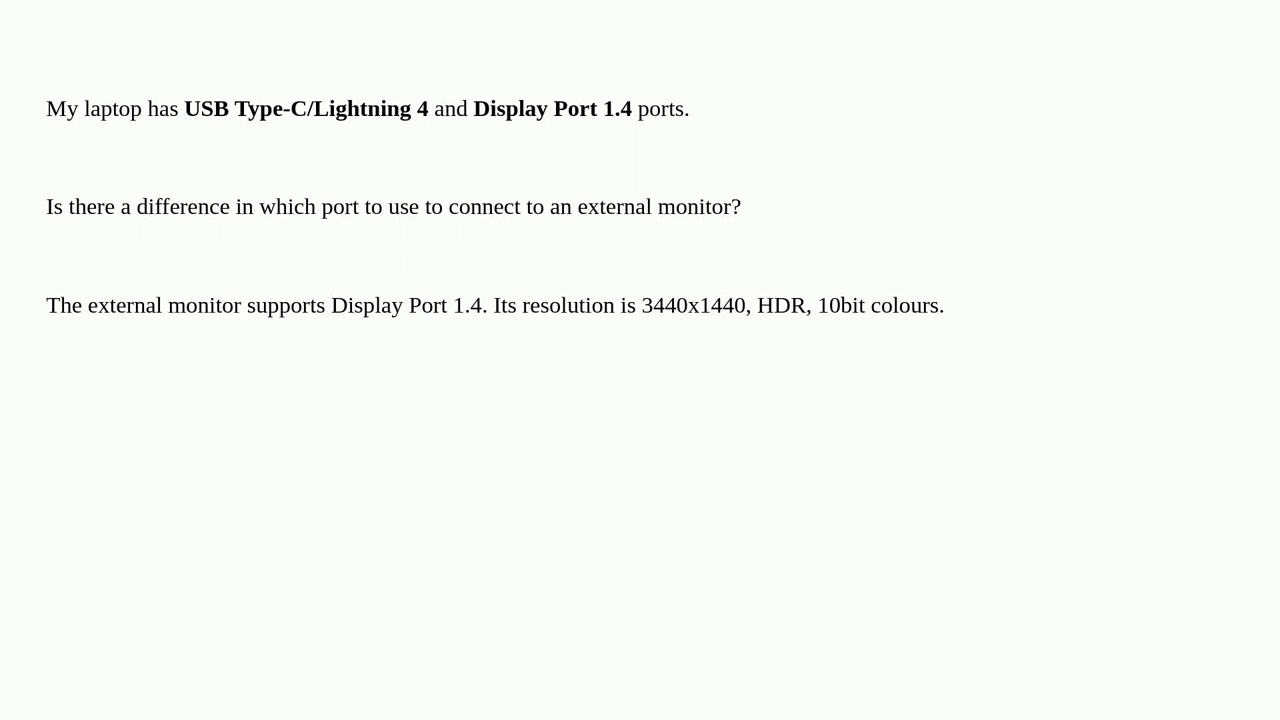 My laptop has USB Type-C/Lightning 4 and Display Port 1.4 ports.
Is there a difference in which port to use to connect to an external monitor?
The external monitor supports Display Port 1.4. Its resolution is 3440x1440, HDR, 10bit colours.